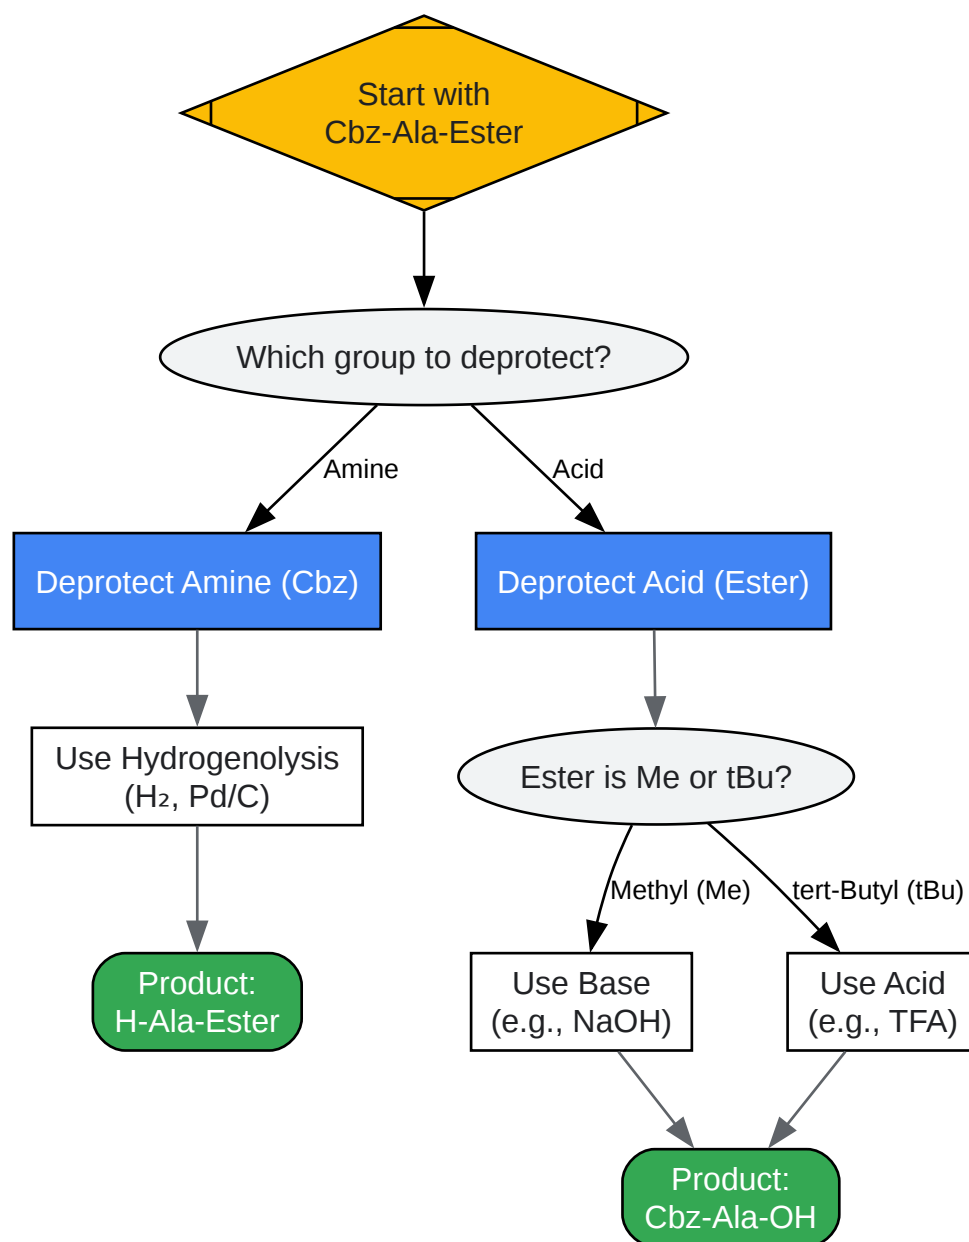 Start with
Cbz-Ala-Ester
Which group to deprotect?
Amine
Acid
Deprotect Amine (Cbz)
Deprotect Acid (Ester)
Use Hydrogenolysis
(H₂, Pd/C)
Ester is Me or tBu?
Methyl (Me)
tert-Butyl (tBu)
Product:
H-Ala-Ester
Use Base
(e.g., NaOH)
Use Acid
(e.g., TFA)
Product:
Cbz-Ala-OH